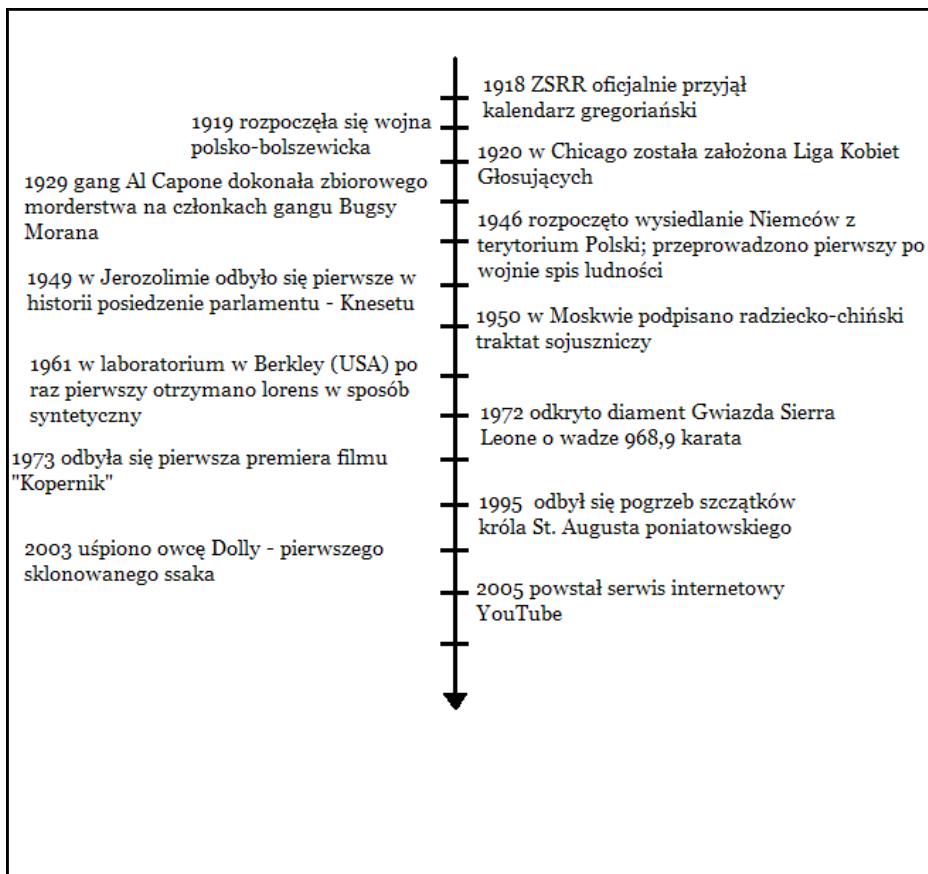 1918 ZSRR oficjalnie przyjął
kalendarz gregoriański
1919 rozpoczęła się wojna
polsko-bolszewicka
1920 w Chicago została założona Liga Kobiet
Głosujących
1929 gang Al Capone dokonała zbiorowego
morderstwa na członkach gangu Bugsy
Morana
1946 rozpoczęto wysiedlanie Niemców z
terytorium Polski; przeprowadzono pierwszy po
wojnie spis ludności
1949 w Jerozolimie odbyło się pierwsze w
historii posiedzenie parlamentu - Knesetu
1950 w Moskwie podpisano radziecko-chiński
traktat sojuszniczy
1961 w laboratorium w Berkley (USA) po
raz pierwszy otrzymano lorens w sposób
syntetyczny
1972 odkryto diament Gwiazda Sierra
Leone o wadze 968,9 karata
1973 odbyła się pierwsza premiera filmu
"Kopernik"
1995 odbył się pogrzeb szczątków
króla St. Augusta poniatowskiego
2003 uśpiono owcę Dolly - pierwszego
sklonowanego ssaka
2005 powstał serwis internetowy
YouTube